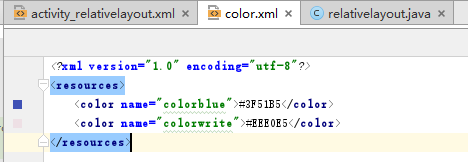 activity_relativelayout.xml color.xml relativelayout.java
<?xml version="1.0" encoding="utf-8"?>
<resources>
<color name="colorblue">#3F51B5</color>
<color name="colorwrite">#EEE0E5</color>
</resources>